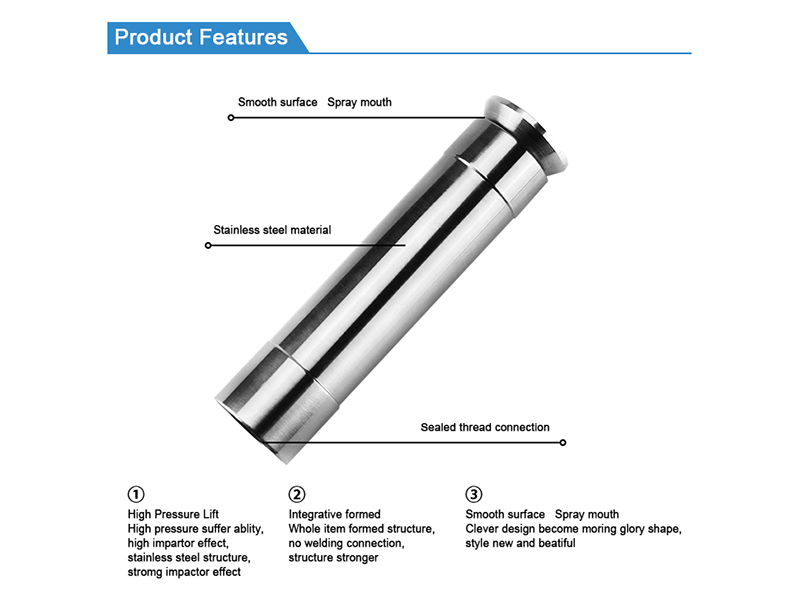 Product Features
Smooth surface Spray mouth
Stainless steel material
Sealed thread connection
1
High Pressure Lift
High pressure suffer ablity,
high impartor effect,
stainless steel structure,
stromg impactor effect
2
Integrative formed
Whole item formed structure,
no welding connection,
structure stronger
3
Smooth surface Spray mouth
Clever design become moring glory shape,
style new and beatiful